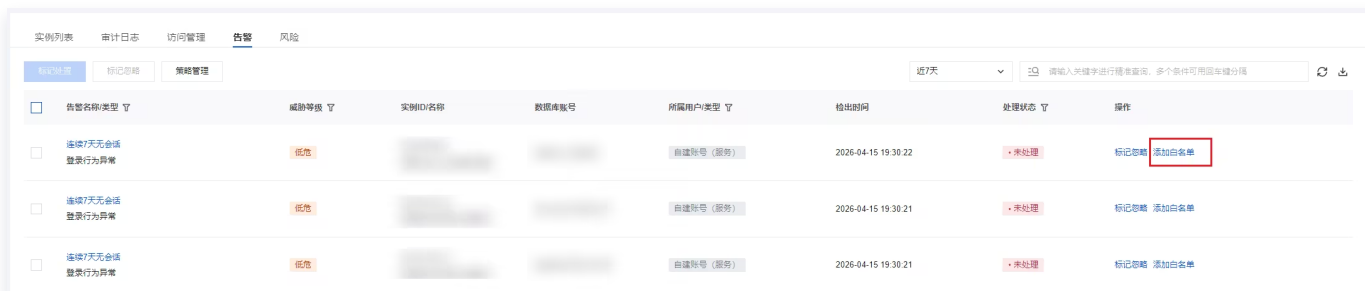 实例列表 审计日志 访问管理 告警 风险
标记处置 标记忽略 策略管理 近7天 请输入关键字进行精准查询、多个条件可用回车键分隔
告警名称/类型 威胁等级 实例ID/名称 数据库账号 所属用户/类型 检出时间 处理状态 操作
连续7天无会话
登录行为异常
低危 自建账号（服务） 2026-04-15 19:30:22 未处理 标记忽略 添加白名单
连续7天无会话
登录行为异常
低危 自建账号（服务） 2026-04-15 19:30:21 未处理 标记忽略 添加白名单
连续7天无会话
登录行为异常
低危 自建账号（服务） 2026-04-15 19:30:21 未处理 标记忽略 添加白名单